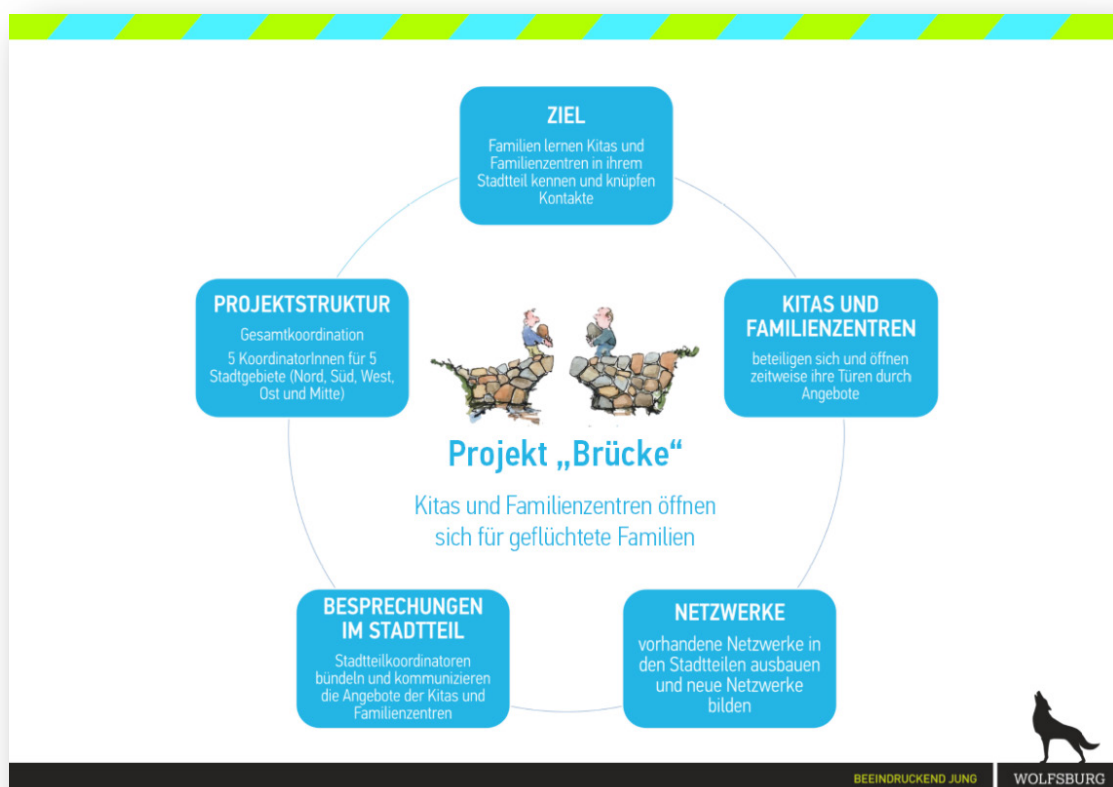 ZIEL
Familien lernen Kitas und
Familienzentren in ihrem
Stadtteil kennen und knüpfen
Kontakte
PROJEKTSTRUKTUR
Gesamtkoordination
5 KoordinatorInnen für 5
Stadtgebiete (Nord, Süd, West,
Ost und Mitte)
KITAS UND
FAMILIENZENTREN
beteiligen sich und öffnen
zeitweise ihre Türen durch
Angebote
Projekt „Brücke“
Kitas und Familienzentren öffnen
sich für geflüchtete Familien
BESPRECHUNGEN
IM STADTTEIL
Stadtteilkoordinatoren
bündeln und kommunizieren
die Angebote der Kitas und
Familienzentren
NETZWERKE
vorhandene Netzwerke in
den Stadtteilen ausbauen
und neue Netzwerke
bilden
BEEINDRUCKEND JUNG
WOLFSBURG